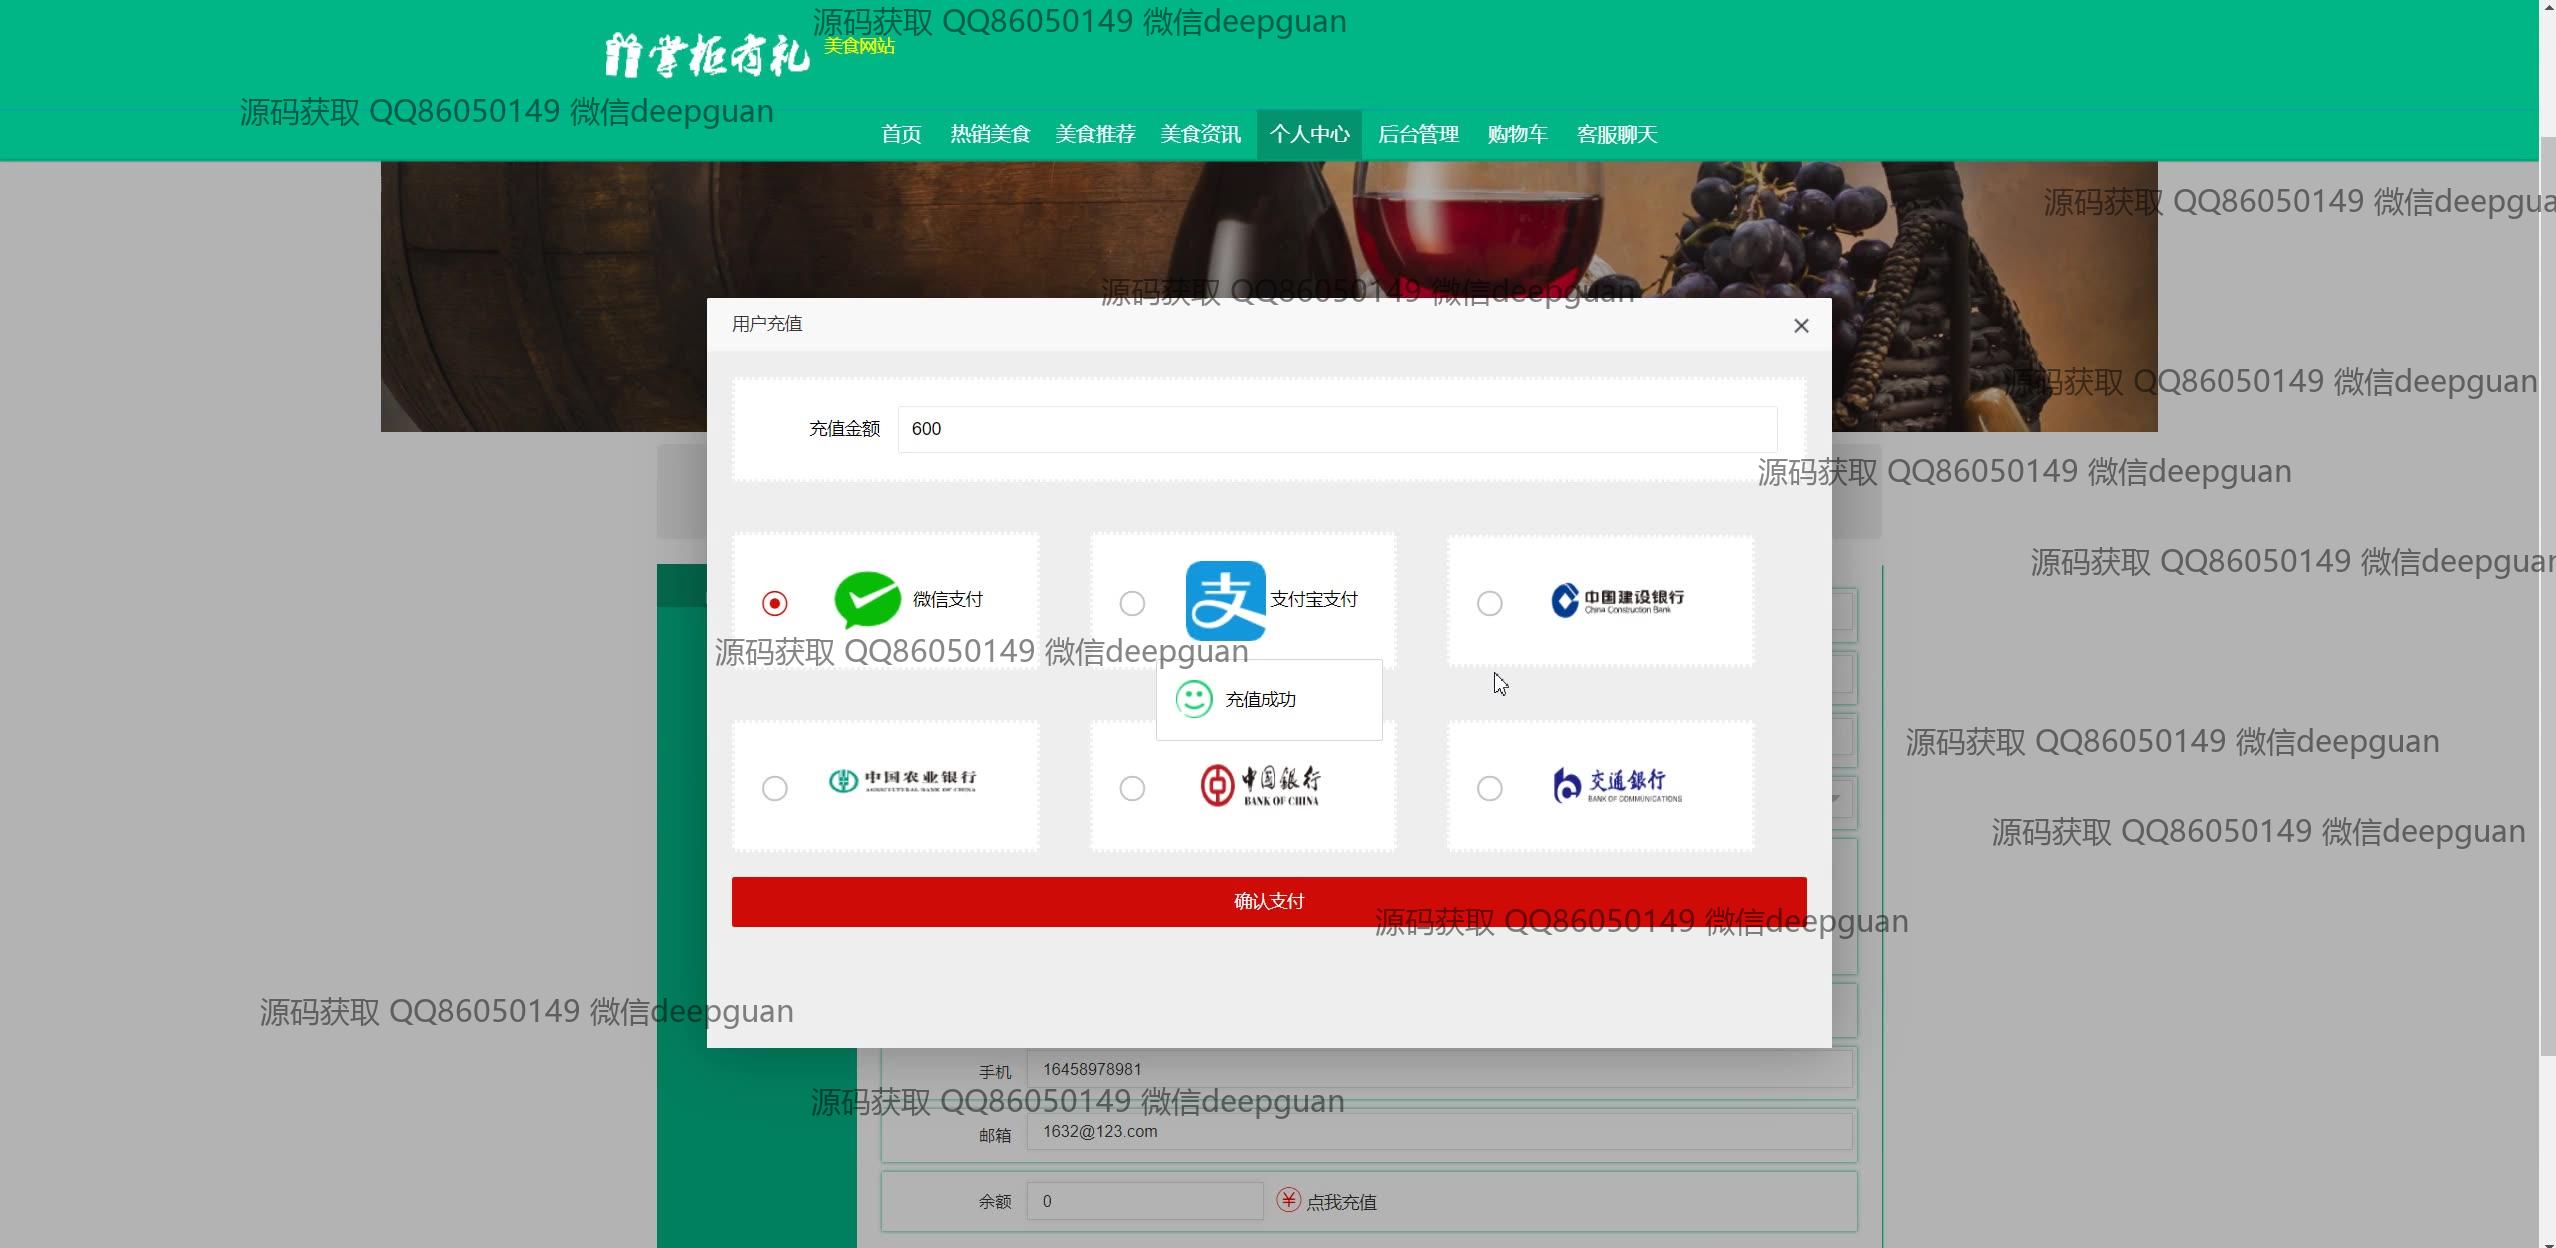 源码获取 QQ86050149 微信deepguan
掌柜有礼
美食网站
源码获取 QQ86050149 微信deepguan
首页 热销美食 美食推荐 美食资讯 个人中心 后台管理 购物车 客服聊天
源码获取 QQ86050149 微信deepgua
源码获取 QQ86050149 微信deepguan
用户充值
源码获取 QQ86050149 微信deepguan
充值金额 600
源码获取 QQ86050149 微信deepguan
源码获取 QQ86050149 微信deepguan
微信支付
支付宝支付
中国建设银行
China Construction Bank
源码获取 QQ86050149 微信deepguan
充值成功
源码获取 QQ86050149 微信deepguan
中国农业银行
AGRICULTURAL BANK OF CHINA
中國銀行
BANK OF CHINA
交通銀行
BANK OF COMMUNICATIONS
源码获取 QQ86050149 微信deepguan
确认支付
源码获取 QQ86050149 微信deepguan
源码获取 QQ86050149 微信deepguan
手机 16458978981
源码获取 QQ86050149 微信deepguan
邮箱 1632@123.com
余额 0 点我充值